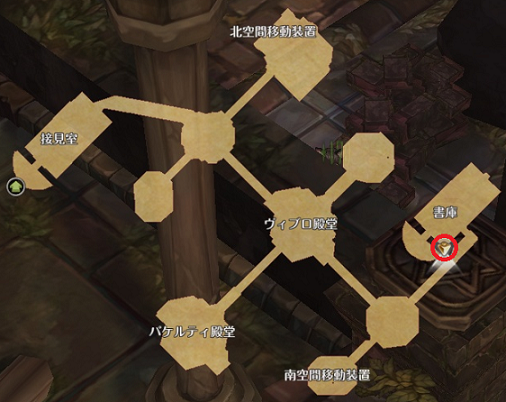 北空間移動装置
接見室
書庫
ヴィブロ殿堂
バケルティ殿堂
南空間移動装置